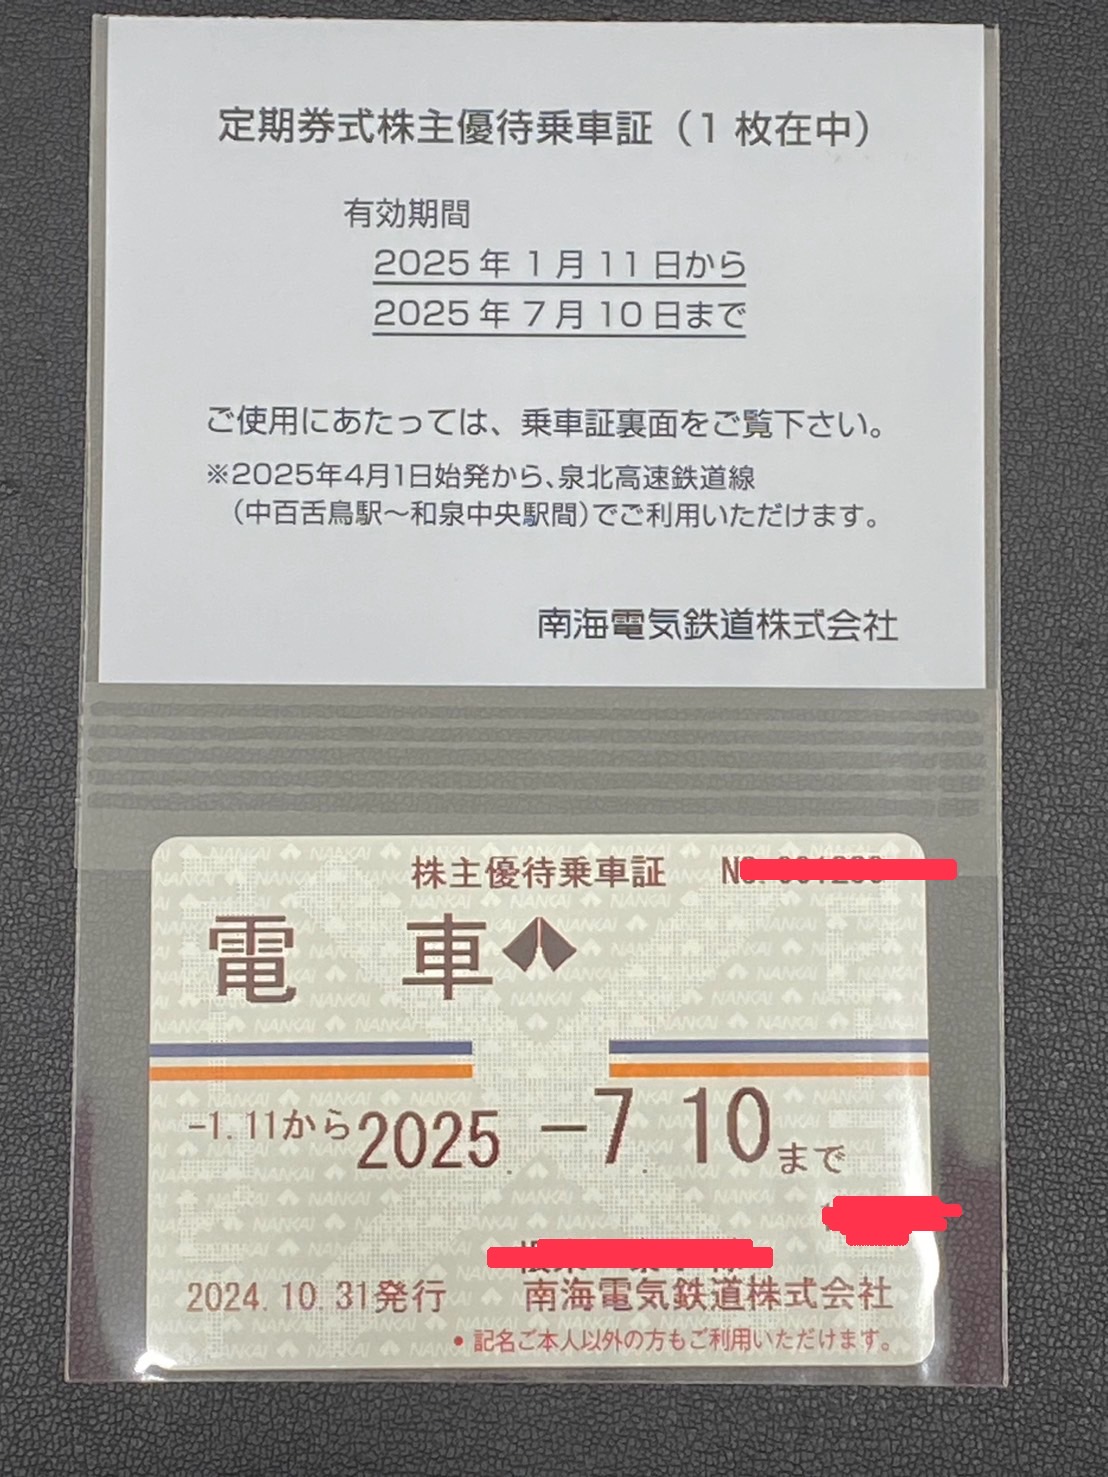 定期券式株主優待乗車証（1 枚在中）
有効期間
2025 年 1 月 11 日から
2025 年 7 月 10 日まで
ご使用にあたっては、乗車証裏面をご覧下さい。
※2025年4月1日始発から、泉北高速鉄道線
（中百舌鳥駅～和泉中央駅間）でご利用いただけます。
南海電気鉄道株式会社
株主優待乗車証
電 車
-1.11から2025.-7.10まで
2024.10.31発行 南海電気鉄道株式会社
•記名ご本人以外の方もご利用いただけます。